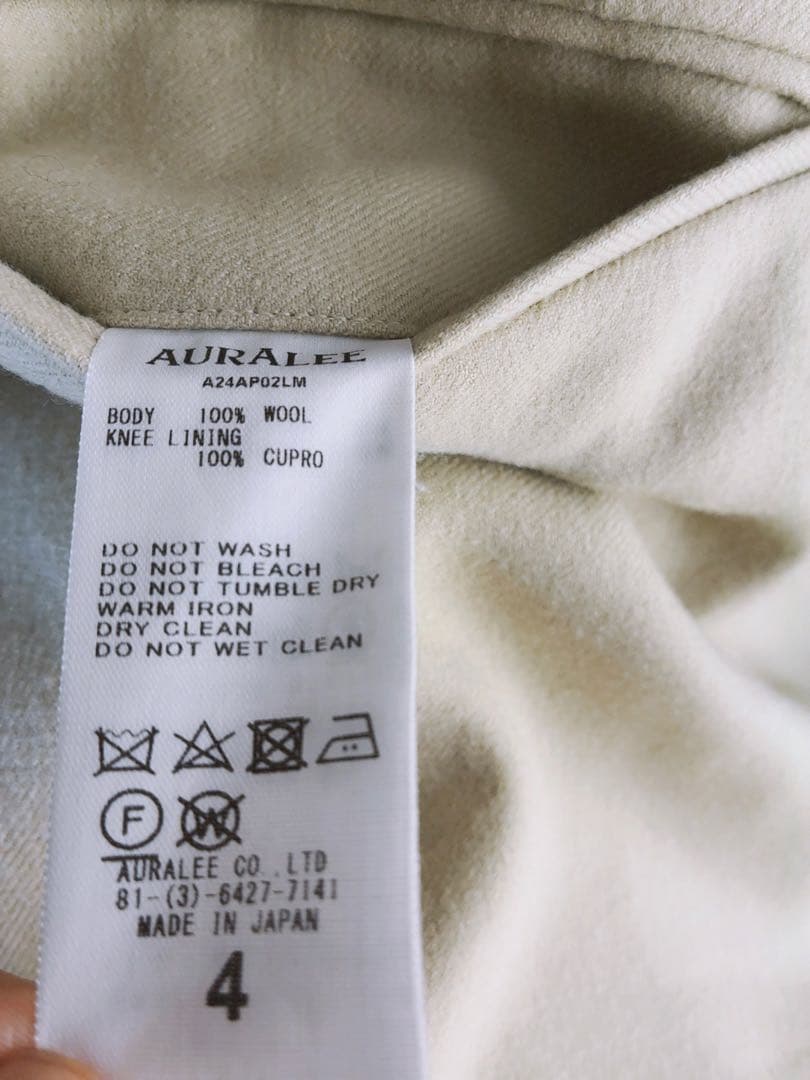 AURALEE
A24AP02LM
BODY 100% WOOL
KNEE LINING
100% CUPRO
DO NOT WASH
DO NOT BLEACH
DO NOT TUMBLE DRY
WARM IRON
DRY CLEAN
DO NOT WET CLEAN
F W
AURALEE CO.,LTD
81-(3)-6427-7141
MADE IN JAPAN
4